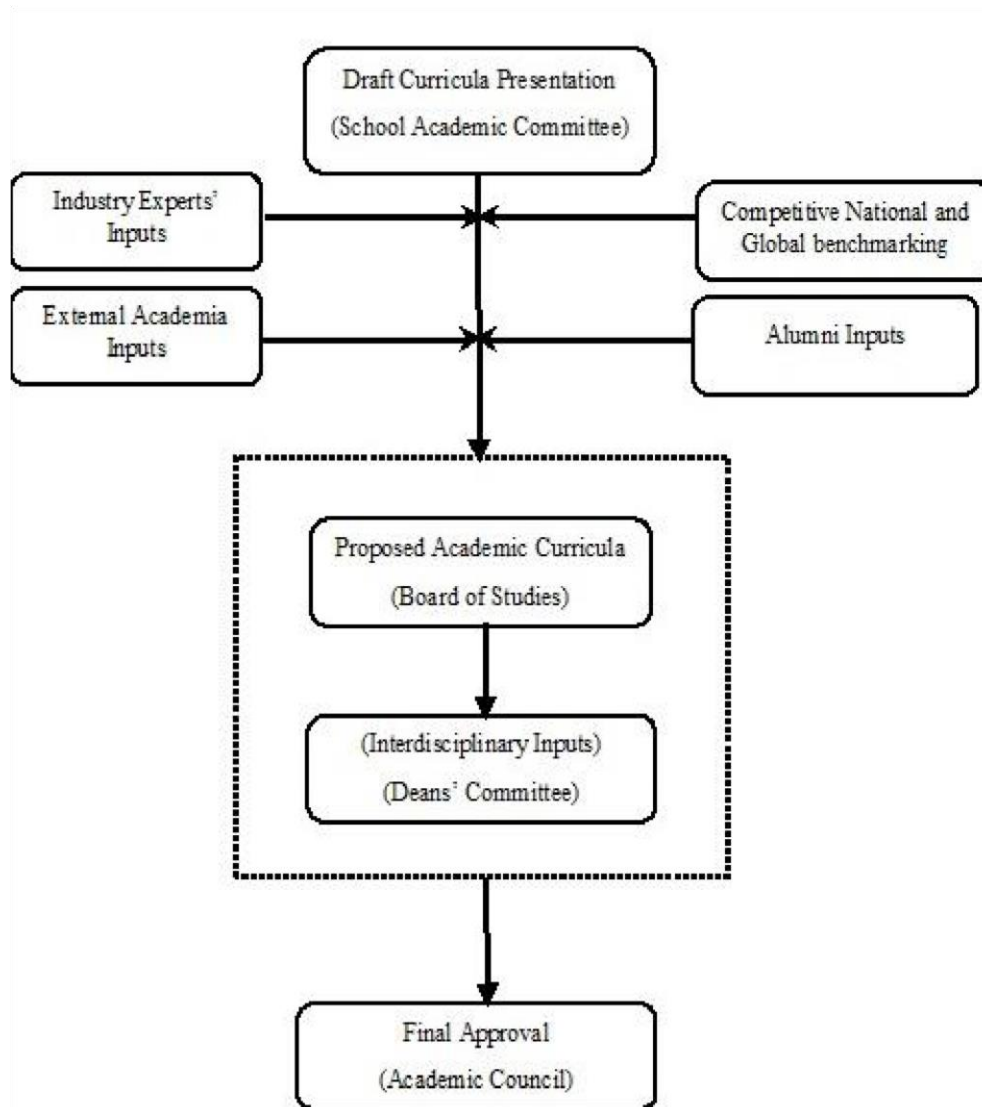 Draft Curricula Presentation
(School Academic Committee)
Industry Experts’
Inputs
Competitive National and
Global benchmarking
External Academia
Inputs
Alumni Inputs
Proposed Academic Curricula
(Board of Studies)
(Interdisciplinary Inputs)
(Deans’ Committee)
Final Approval
(Academic Council)